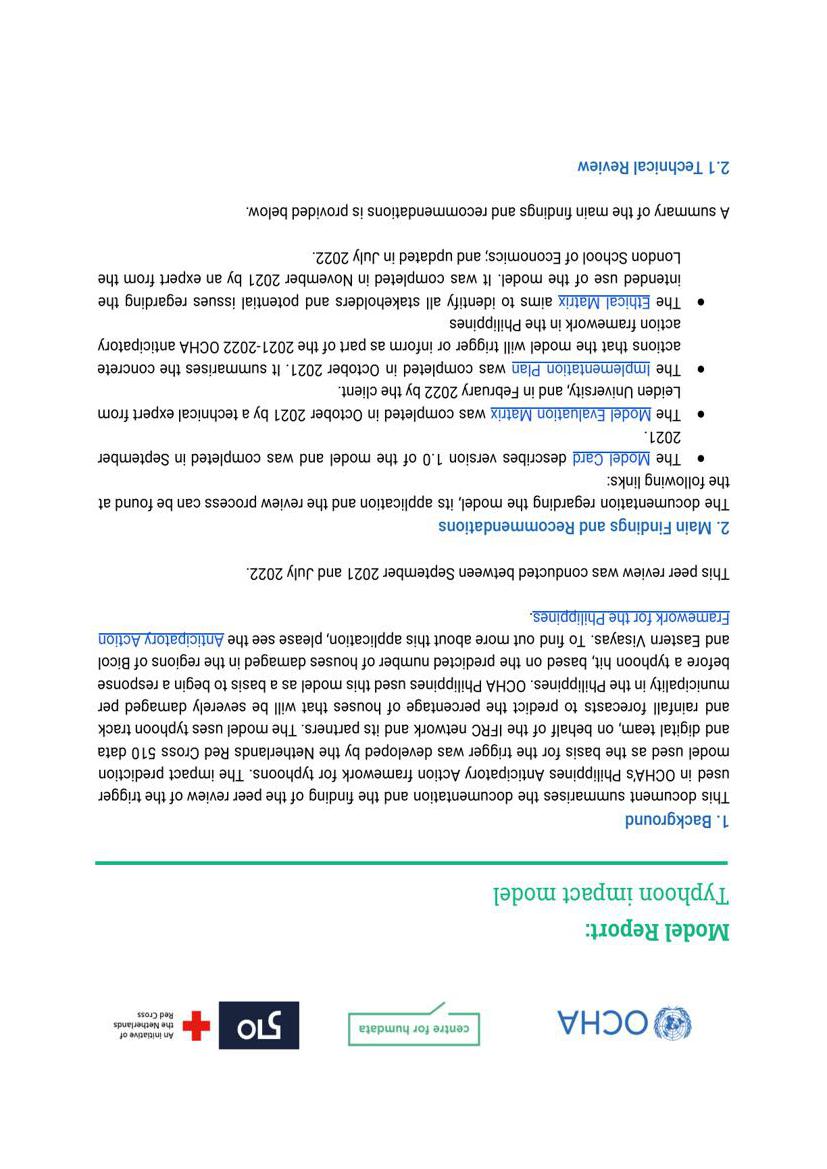 OCHA
centre for humdata
510
An initiative of
the Netherlands
Red Cross
Model Report:
Typhoon impact model
1. Background
This document summarises the documentation and the finding of the peer review of the trigger
used in OCHA's Philippines Anticipatory Action framework for typhoons. The impact prediction
model used as the basis for the trigger was developed by the Netherlands Red Cross 510 data
and digital team, on behalf of the IFRC network and its partners. The model uses typhoon track
and rainfall forecasts to predict the percentage of houses that will be severely damaged per
municipality in the Philippines. OCHA Philippines used this model as a basis to begin a response
before a typhoon hit, based on the predicted number of houses damaged in the regions of Bicol
and Eastern Visayas. To find out more about this application, please see the Anticipatory Action
Framework for the Philippines.
This peer review was conducted between September 2021 and July 2022.
2. Main Findings and Recommendations
The documentation regarding the model, its application and the review process can be found at
the following links:
● The Model Card describes version 1.0 of the model and was completed in September
2021.
● The Model Evaluation Matrix was completed in October 2021 by a technical expert from
Leiden University, and in February 2022 by the client.
● The Implementation Plan was completed in October 2021. It summarises the concrete
actions that the model will trigger or inform as part of the 2021-2022 OCHA anticipatory
action framework in the Philippines
● The Ethical Matrix aims to identify all stakeholders and potential issues regarding the
intended use of the model. It was completed in November 2021 by an expert from the
London School of Economics; and updated in July 2022.
A summary of the main findings and recommendations is provided below.
2.1 Technical Review